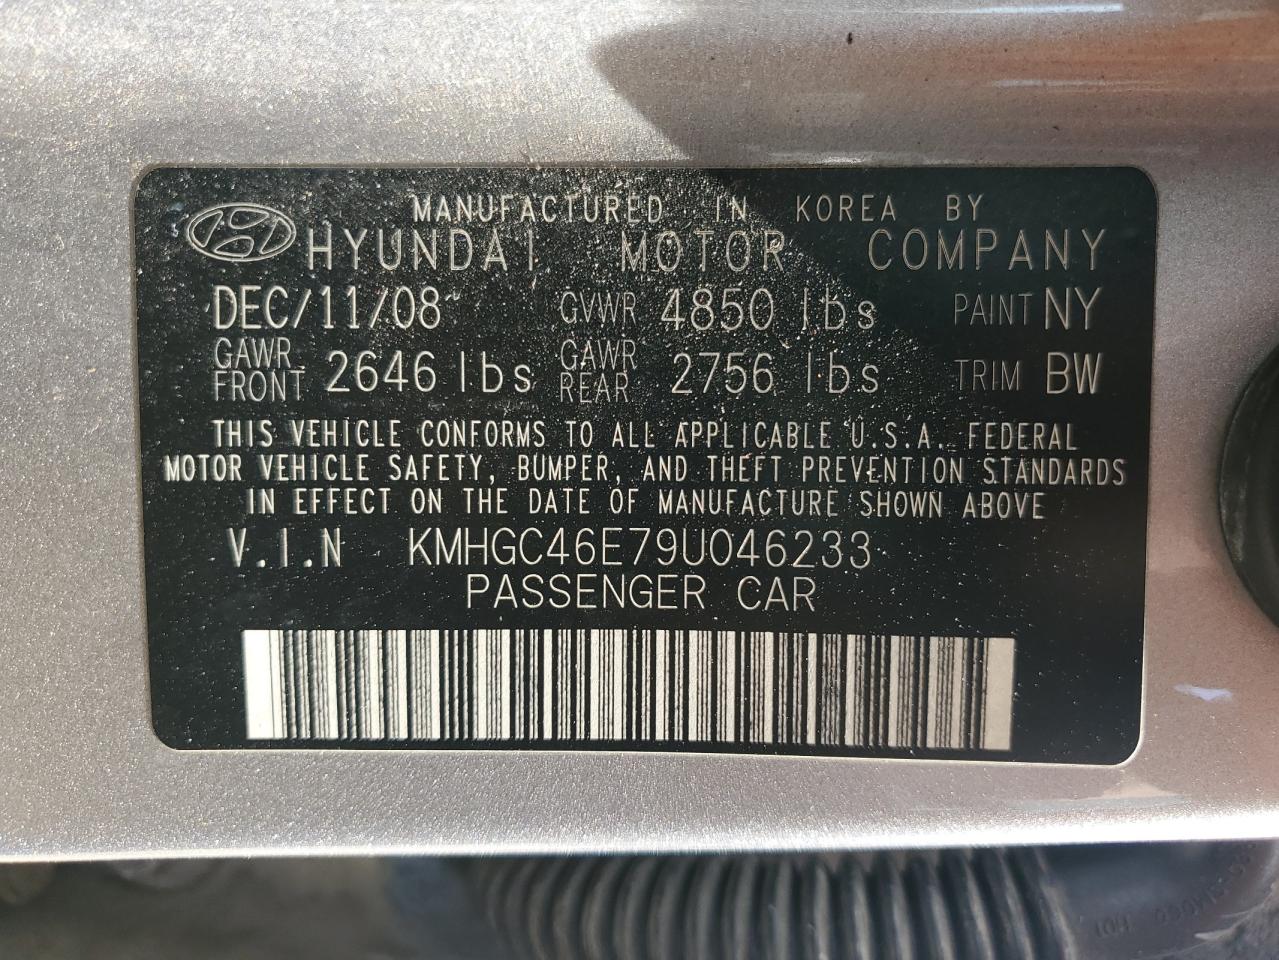 MANUFACTURED IN KOREA BY
HYUNDAI MOTOR COMPANY
DEC/11/08 GVWR 4850 lbs PAINT NY
GAWR FRONT 2646 lbs GAWR REAR 2756 lbs TRIM BW
THIS VEHICLE CONFORMS TO ALL APPLICABLE U.S.A. FEDERAL
MOTOR VEHICLE SAFETY, BUMPER, AND THEFT PREVENTION STANDARDS
IN EFFECT ON THE DATE OF MANUFACTURE SHOWN ABOVE
V.I.N KMHGC46E79U046233
PASSENGER CAR